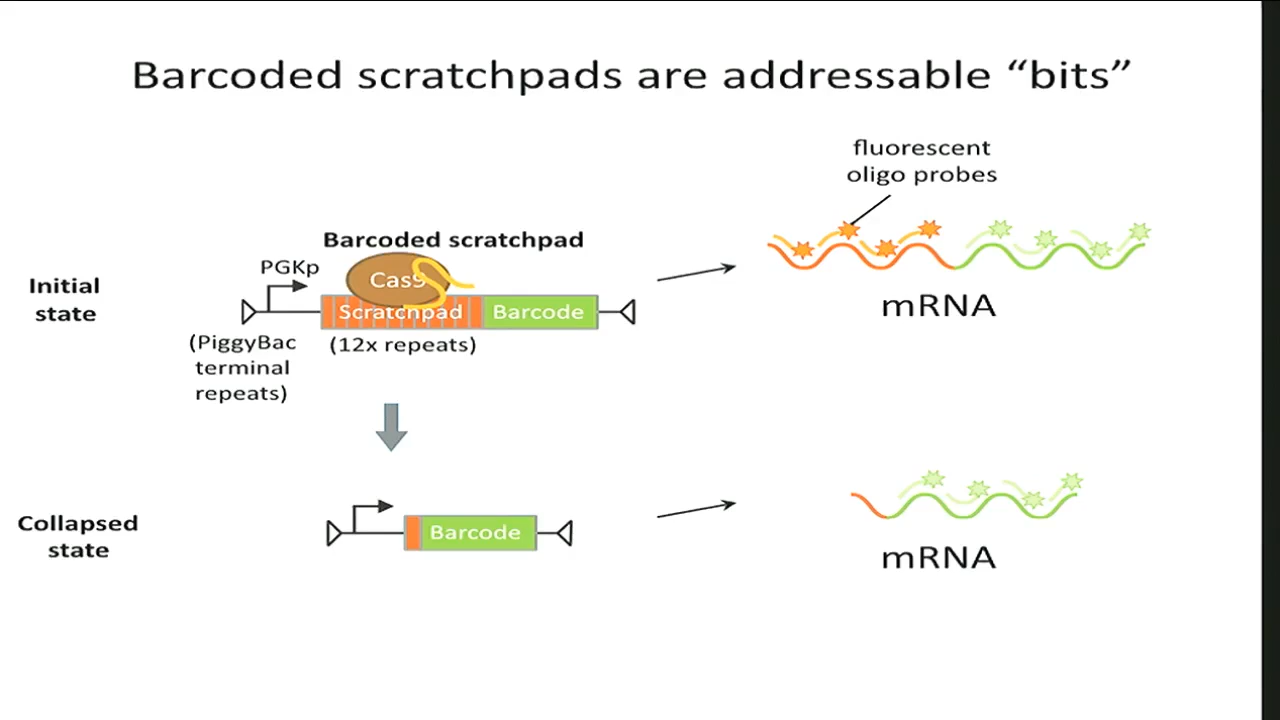 Barcoded scratchpads are addressable “bits”
fluorescent
oligo probes
Barcoded scratchpad
PGKp
Cas9
Initial
state
Scratchpad
Barcode
mRNA
(PiggyBac
terminal
repeats)
(12x repeats)
Collapsed
state
Barcode
mRNA